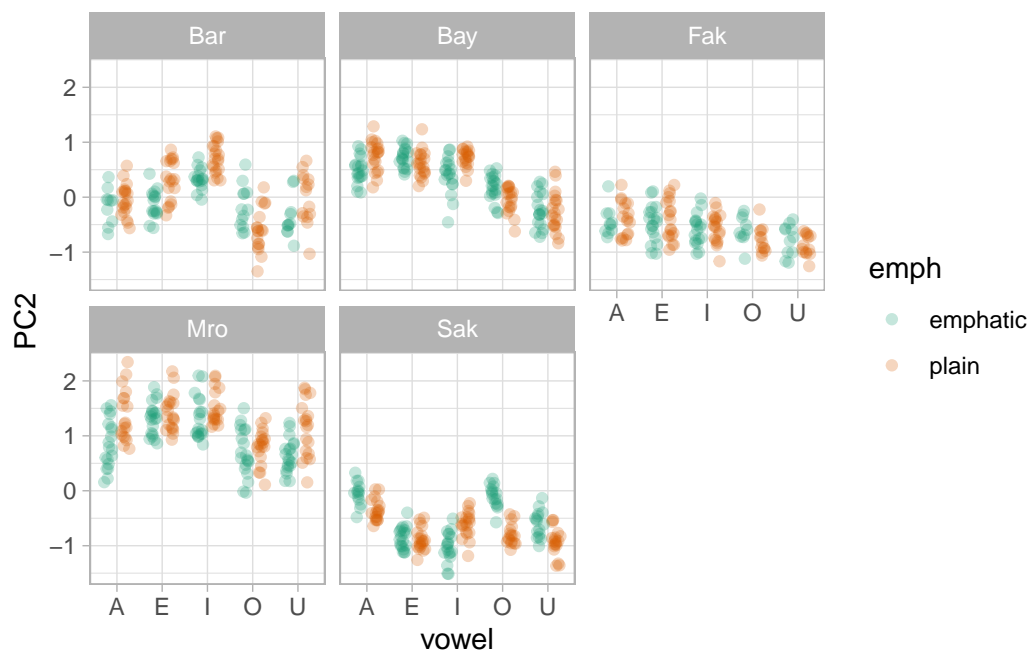 Bar Bay Fak
2
1
0
−1
A E I O U
Mro Sak
2
1
0
−1
A E I O U A E I O U
PC2
vowel
emph
emphatic
plain